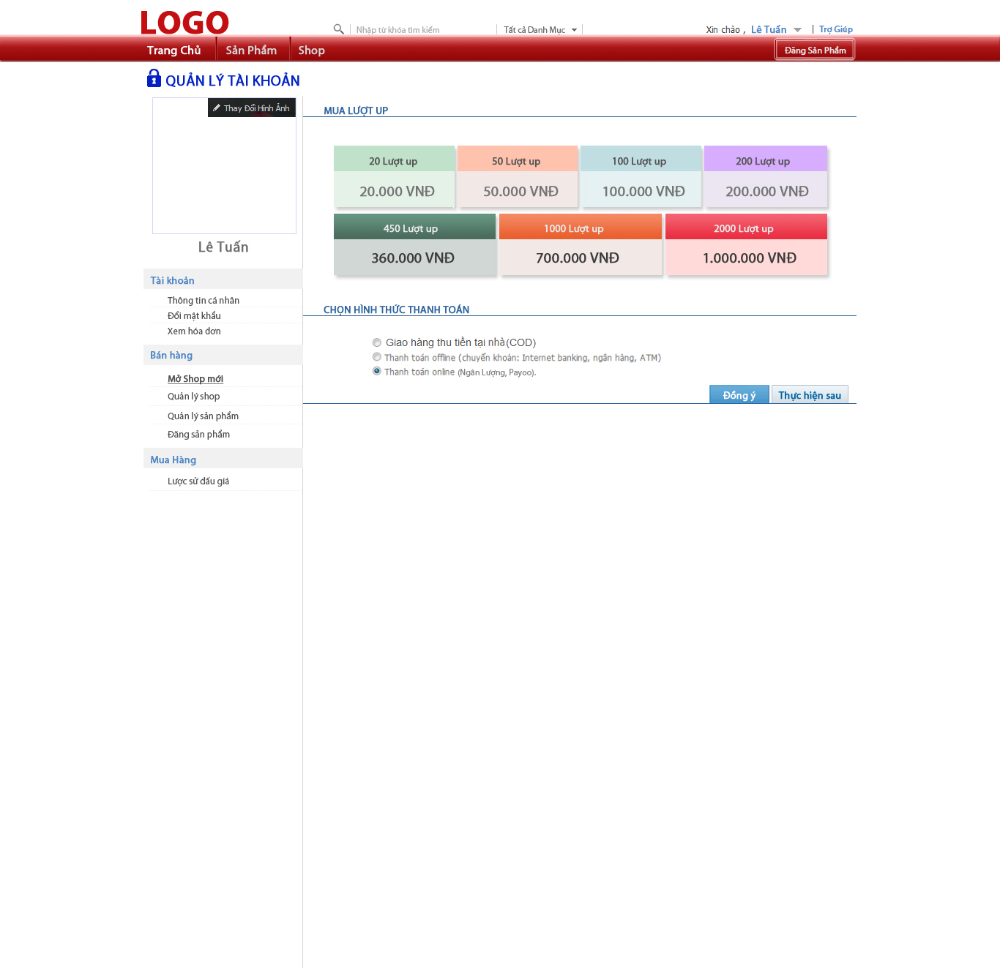 LOGO
Nhập từ khóa tìm kiếm
Tất cả Danh Mục
Xin chào , Lê Tuấn
Trợ Giúp
Trang Chủ
Sản Phẩm
Shop
Đăng Sản Phẩm
QUẢN LÝ TÀI KHOẢN
Thay Đổi Hình Ảnh
Lê Tuấn
Tài khoản
Thông tin cá nhân
Đổi mật khẩu
Xem hóa đơn
Bán hàng
Mở Shop mới
Quản lý shop
Quản lý sản phẩm
Đăng sản phẩm
Mua Hàng
Lược sử đấu giá
MUA LƯỢT UP
20 Lượt up
20.000 VNĐ
50 Lượt up
50.000 VNĐ
100 Lượt up
100.000 VNĐ
200 Lượt up
200.000 VNĐ
450 Lượt up
360.000 VNĐ
1000 Lượt up
700.000 VNĐ
2000 Lượt up
1.000.000 VNĐ
CHỌN HÌNH THỨC THANH TOÁN
Giao hàng thu tiền tại nhà(COD)
Thanh toán offline (chuyển khoản: Internet banking, ngân hàng, ATM)
Thanh toán online (Ngân Lượng, Payoo).
Đồng ý
Thực hiện sau